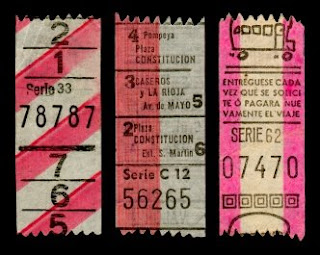 2
1
Serie 33
78787
7
6
5
4 Pompeya
Plaza
CONSTITUCION
3 CASEROS
y LA RIOJA
Av. de MAYO 5
2 Plaza
CONSTITUCION
Est. S. Martin 6
Serie C 12
56265
ENTREGUESE CADA
VEZ QUE SE SOLICI
TE Ó PAGARA NUE
VAMENTE EL VIAJE
SERIE 62
07470